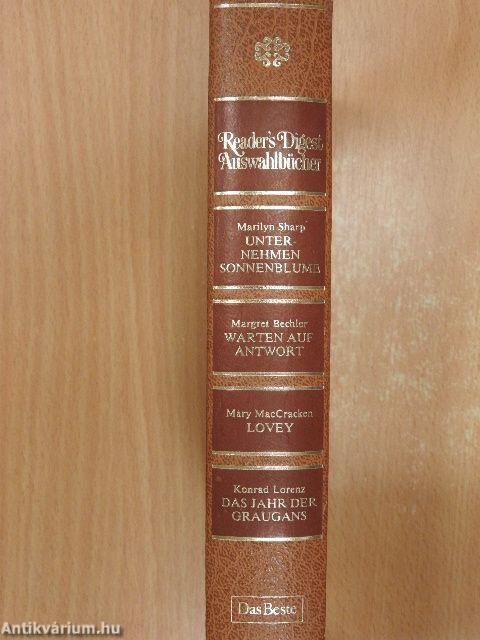 Reader's Digest
Auswahlbücher
Marilyn Sharp
UNTER-
NEHMEN
SONNENBLUME
Margret Bechler
WARTEN AUF
ANTWORT
Mary MacCracken
LOVEY
Konrad Lorenz
DAS JAHR DER
GRAUGANS
Das Beste
Antikvárium.hu